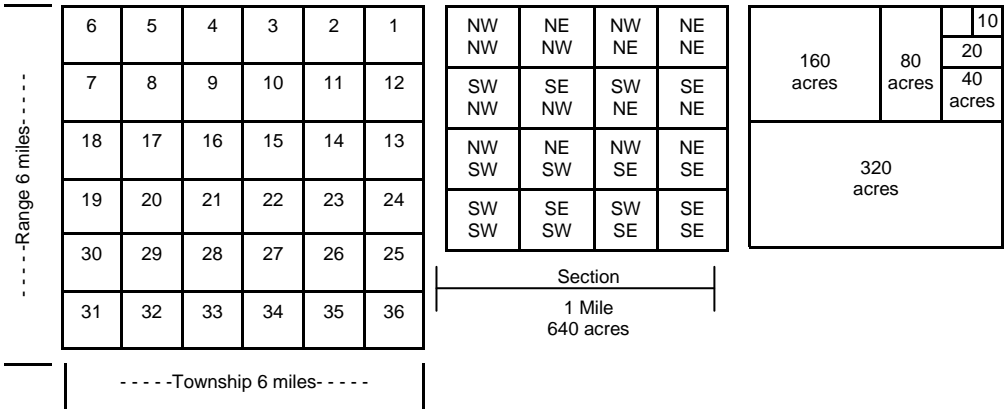 6 5 4 3 2 1
7 8 9 10 11 12
18 17 16 15 14 13
19 20 21 22 23 24
30 29 28 27 26 25
31 32 33 34 35 36
- - - - -Range 6 miles- - - - -
- - - - -Township 6 miles- - - - -
NW NE NW NE
NW NW NE NE
SW SE SW SE
NW NW NE NE
NW NE NW NE
SW SW SE SE
SW SE SW SE
SW SW SE SE
Section
1 Mile
640 acres
160
acres
80
acres
10
20
40
acres
320
acres